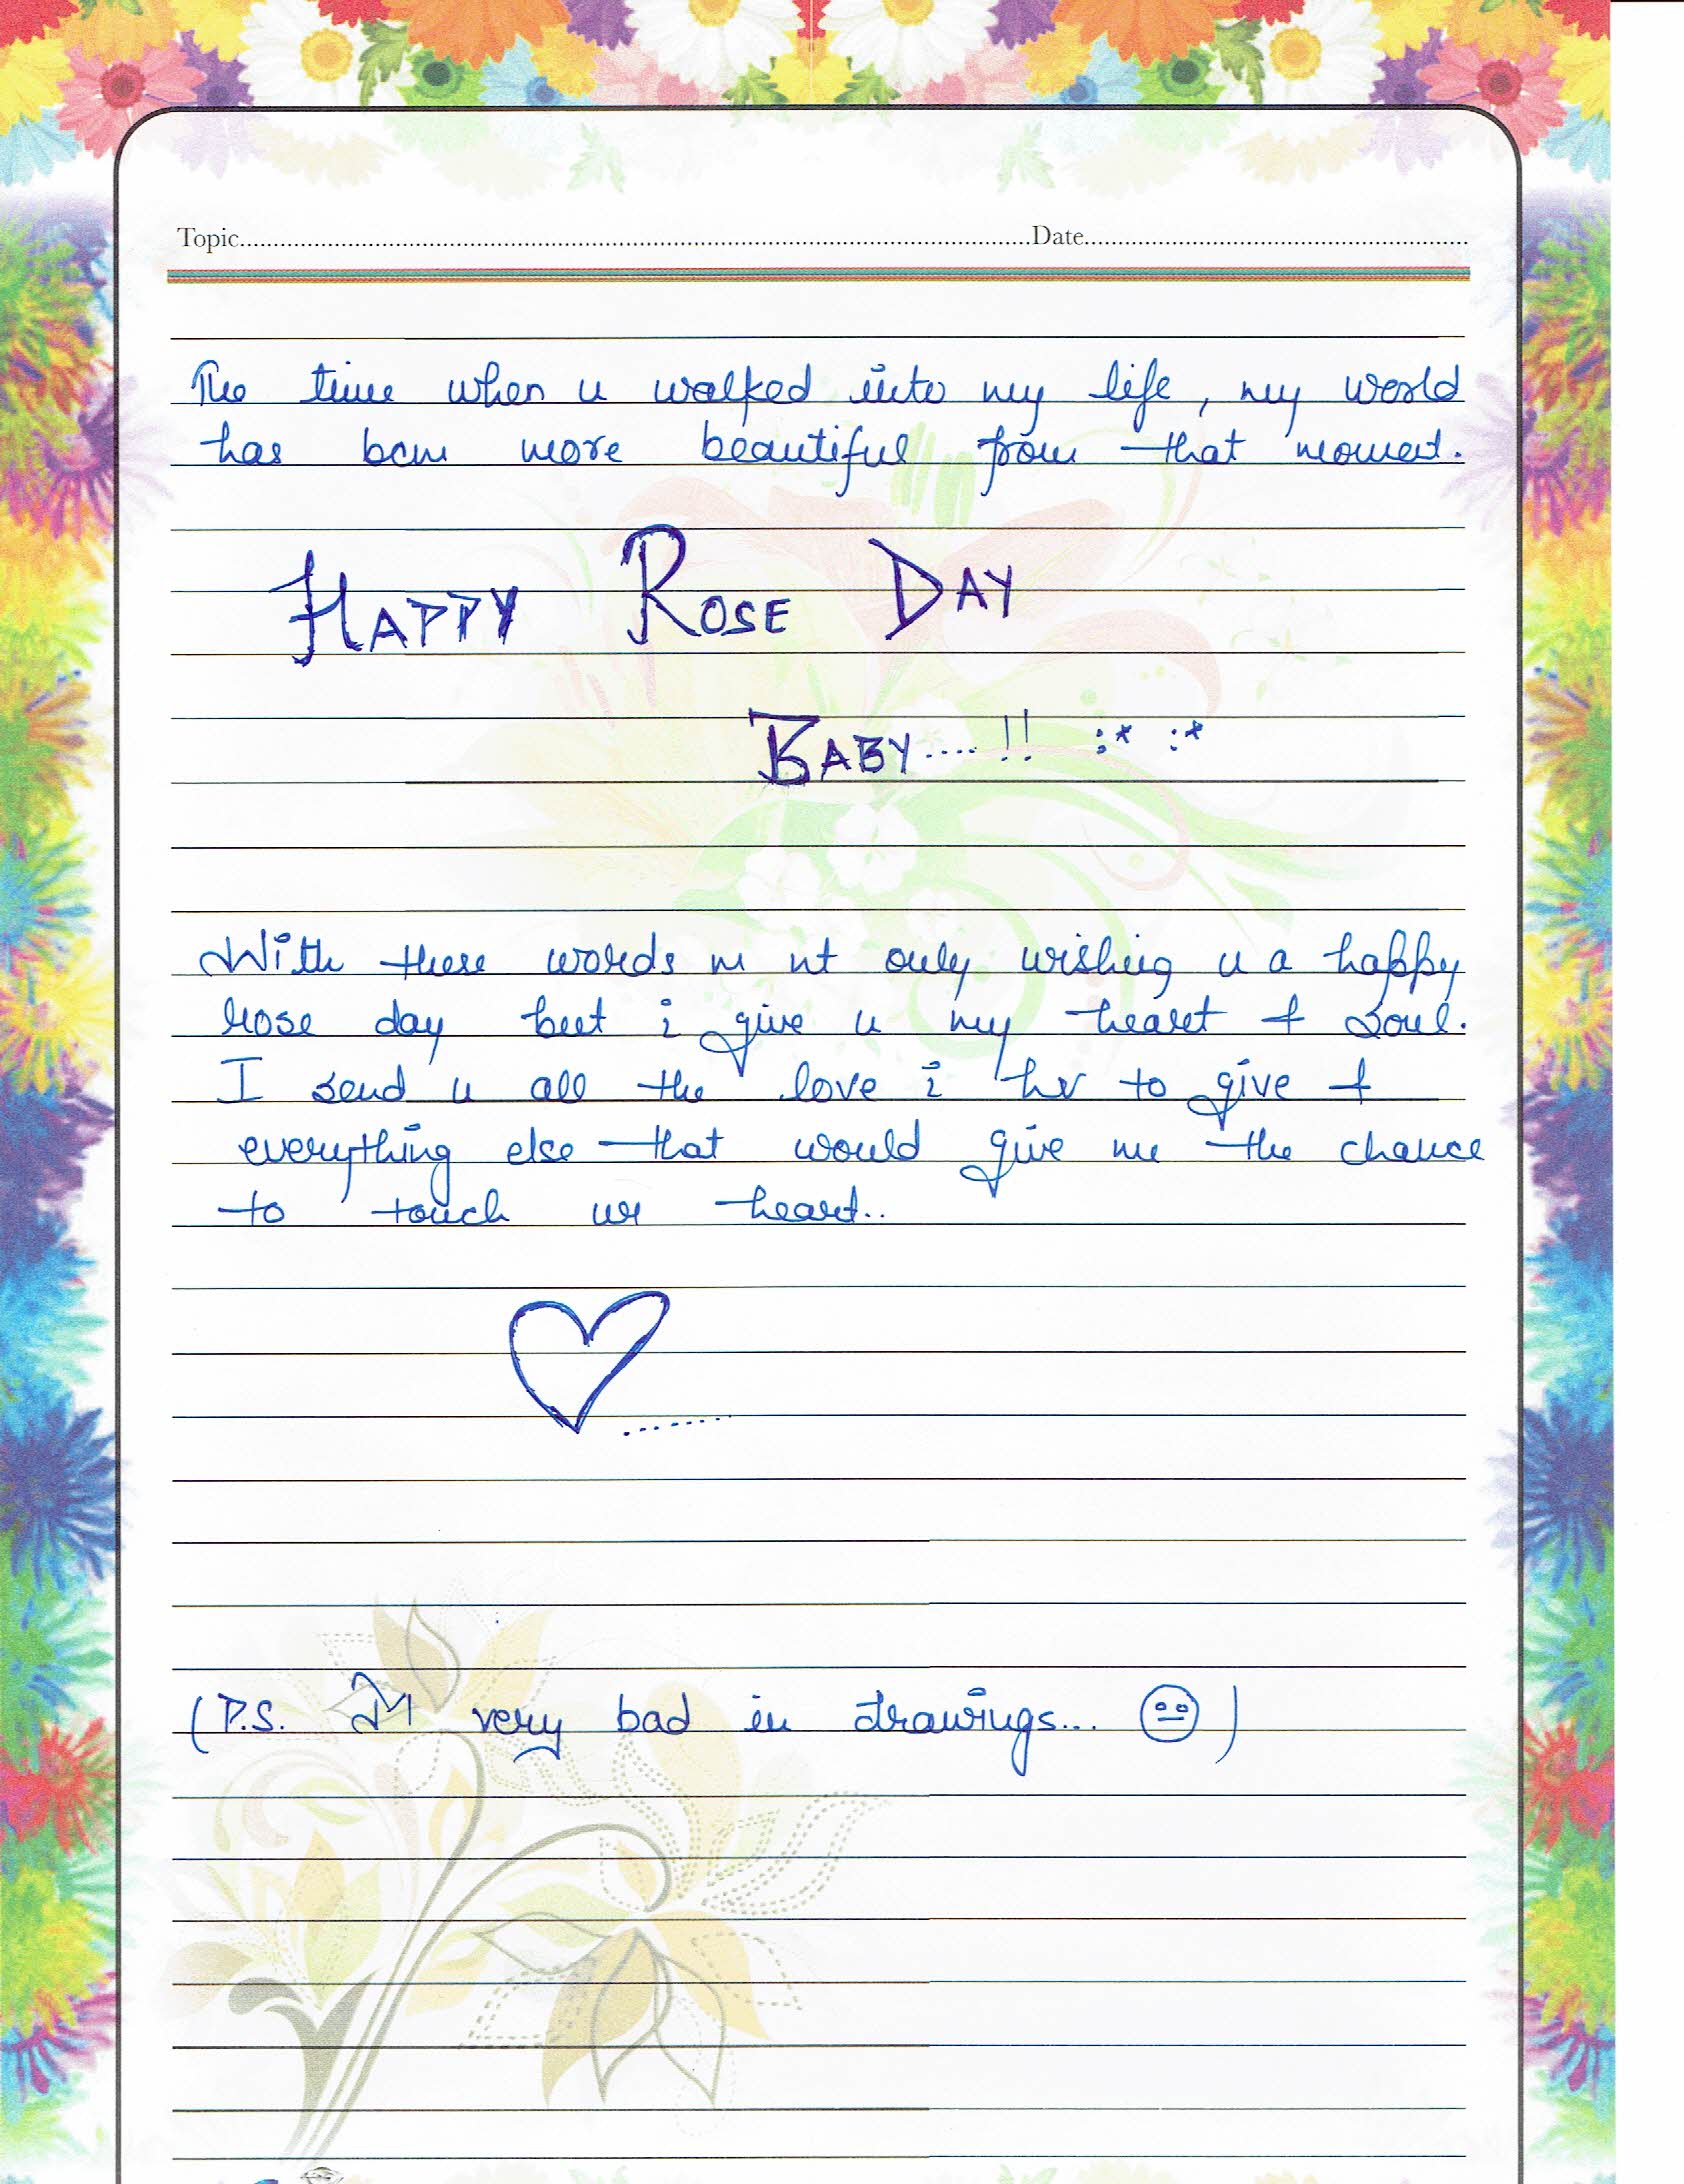 Topic................Date................
The time when u walked into my life, my world
has bcm more beautiful from that moment.
HAPPY ROSE DAY
BABY....!! :* :*
With these words m nt only wishing u a happy
rose day but i give u my heart & soul.
I send u all the love i hv to give &
everything else that would give me the chance
to touch ur heart..
(P.S. I'M very bad in drawings... )